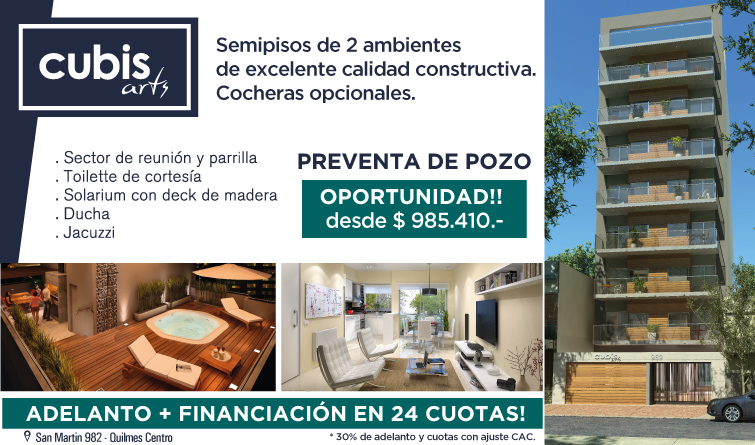 cubis
arts
Semipisos de 2 ambientes
de excelente calidad constructiva.
Cocheras opcionales.
. Sector de reunión y parrilla
. Toilette de cortesía
. Solarium con deck de madera
. Ducha
. Jacuzzi
PREVENTA DE POZO
OPORTUNIDAD!!
desde $ 985.410.-
cubis
982
ADELANTO + FINANCIACIÓN EN 24 CUOTAS!
San Martin 982 - Quilmes Centro
* 30% de adelanto y cuotas con ajuste CAC.